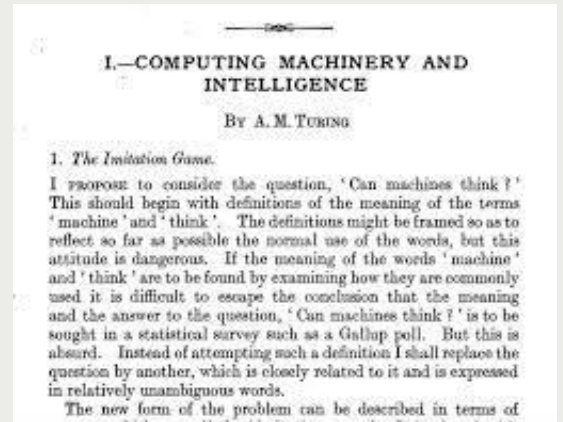 I.—COMPUTING MACHINERY AND
INTELLIGENCE
BY A. M. TURING
1. The Imitation Game.
I PROPOSE to consider the question, ‘ Can machines think ? ’
This should begin with definitions of the meaning of the terms
‘ machine ’ and ‘ think ’. The definitions might be framed so as to
reflect so far as possible the normal use of the words, but this
attitude is dangerous. If the meaning of the words ‘ machine ’
and ‘ think ’ are to be found by examining how they are commonly
used it is difficult to escape the conclusion that the meaning
and the answer to the question, ‘ Can machines think ? ’ is to be
sought in a statistical survey such as a Gallup poll. But this is
absurd. Instead of attempting such a definition I shall replace the
question by another, which is closely related to it and is expressed
in relatively unambiguous words.
The new form of the problem can be described in terms of